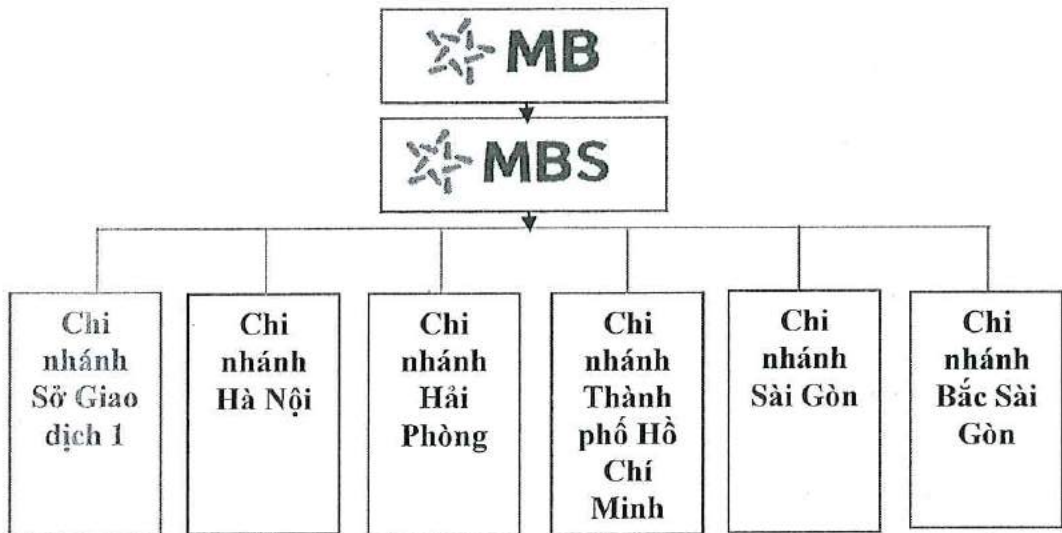 MB
MBS
Chi
nhánh
Sở Giao
dịch 1
Chi
nhánh
Hà Nội
Chi
nhánh
Hải
Phòng
Chi
nhánh
Thành
phố Hồ
Chí
Minh
Chi
nhánh
Sài Gòn
Chi
nhánh
Bắc Sài
Gòn